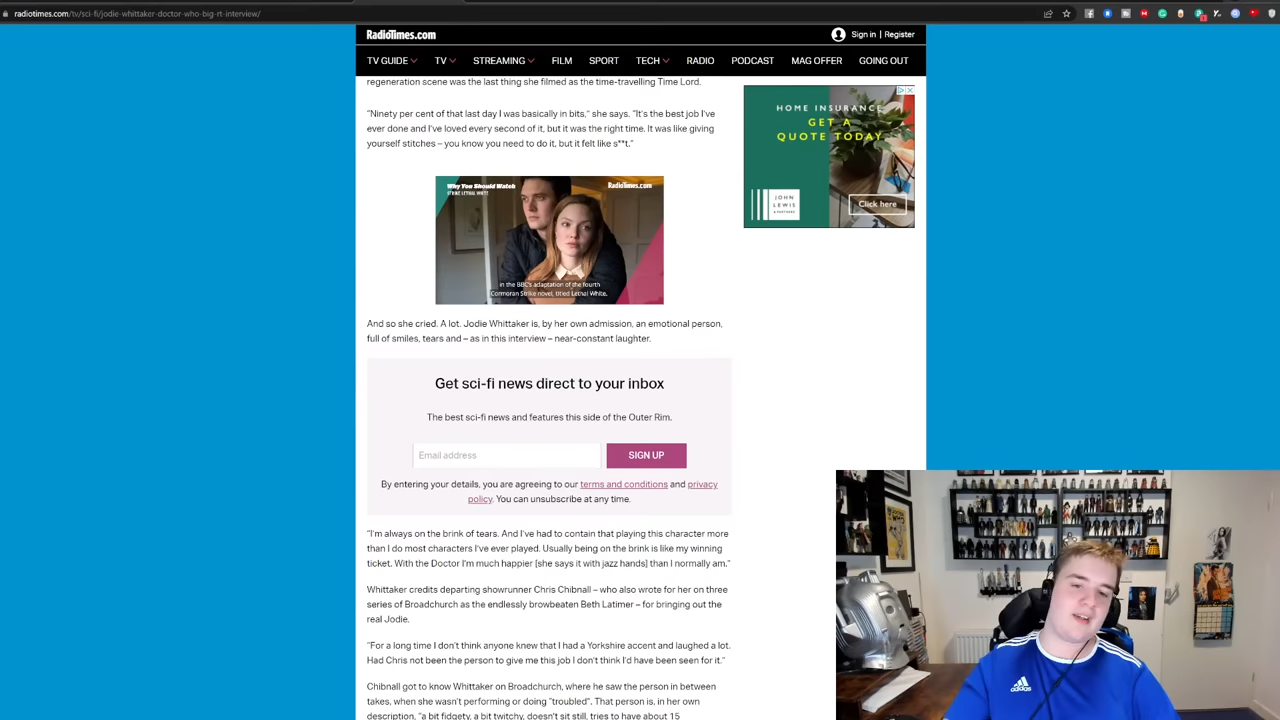 radiotimes.com/tv/sci-fi/jodie-whittaker-doctor-who-big-rt-interview/
RadioTimes.com
Sign in | Register
TV GUIDE TV STREAMING FILM SPORT TECH RADIO PODCAST MAG OFFER GOING OUT
regeneration scene was the last thing she filmed as the time-travelling Time Lord.
"Ninety per cent of that last day I was basically in bits," she says. "It's the best job I've
ever done and I've loved every second of it, but it was the right time. It was like giving
yourself stitches – you know you need to do it, but it felt like s**t."
HOME INSURANCE
GET A
QUOTE TODAY
JOHN
LEWIS
& PARTNERS
Click here
Why You Should Watch
STRIKE LETHAL WHITE
RadioTimes.com
in the BBC's adaptation of the fourth
Cormoran Strike novel, titled Lethal White.
And so she cried. A lot. Jodie Whittaker is, by her own admission, an emotional person,
full of smiles, tears and – as in this interview – near-constant laughter.
Get sci-fi news direct to your inbox
The best sci-fi news and features this side of the Outer Rim.
Email address
SIGN UP
By entering your details, you are agreeing to our terms and conditions and privacy
policy. You can unsubscribe at any time.
"I'm always on the brink of tears. And I've had to contain that playing this character more
than I do most characters I've ever played. Usually being on the brink is like my winning
ticket. With the Doctor I'm much happier [she says it with jazz hands] than I normally am."
Whittaker credits departing showrunner Chris Chibnall – who also wrote for her on three
series of Broadchurch as the endlessly browbeaten Beth Latimer – for bringing out the
real Jodie.
"For a long time I don't think anyone knew that I had a Yorkshire accent and laughed a lot.
Had Chris not been the person to give me this job I don't think I'd have been seen for it."
Chibnall got to know Whittaker on Broadchurch, where he saw the person in between
takes, when she wasn't performing or doing "troubled". That person is, in her own
description, "a bit fidgety, a bit twitchy, doesn't sit still, tries to have about 15
adidas